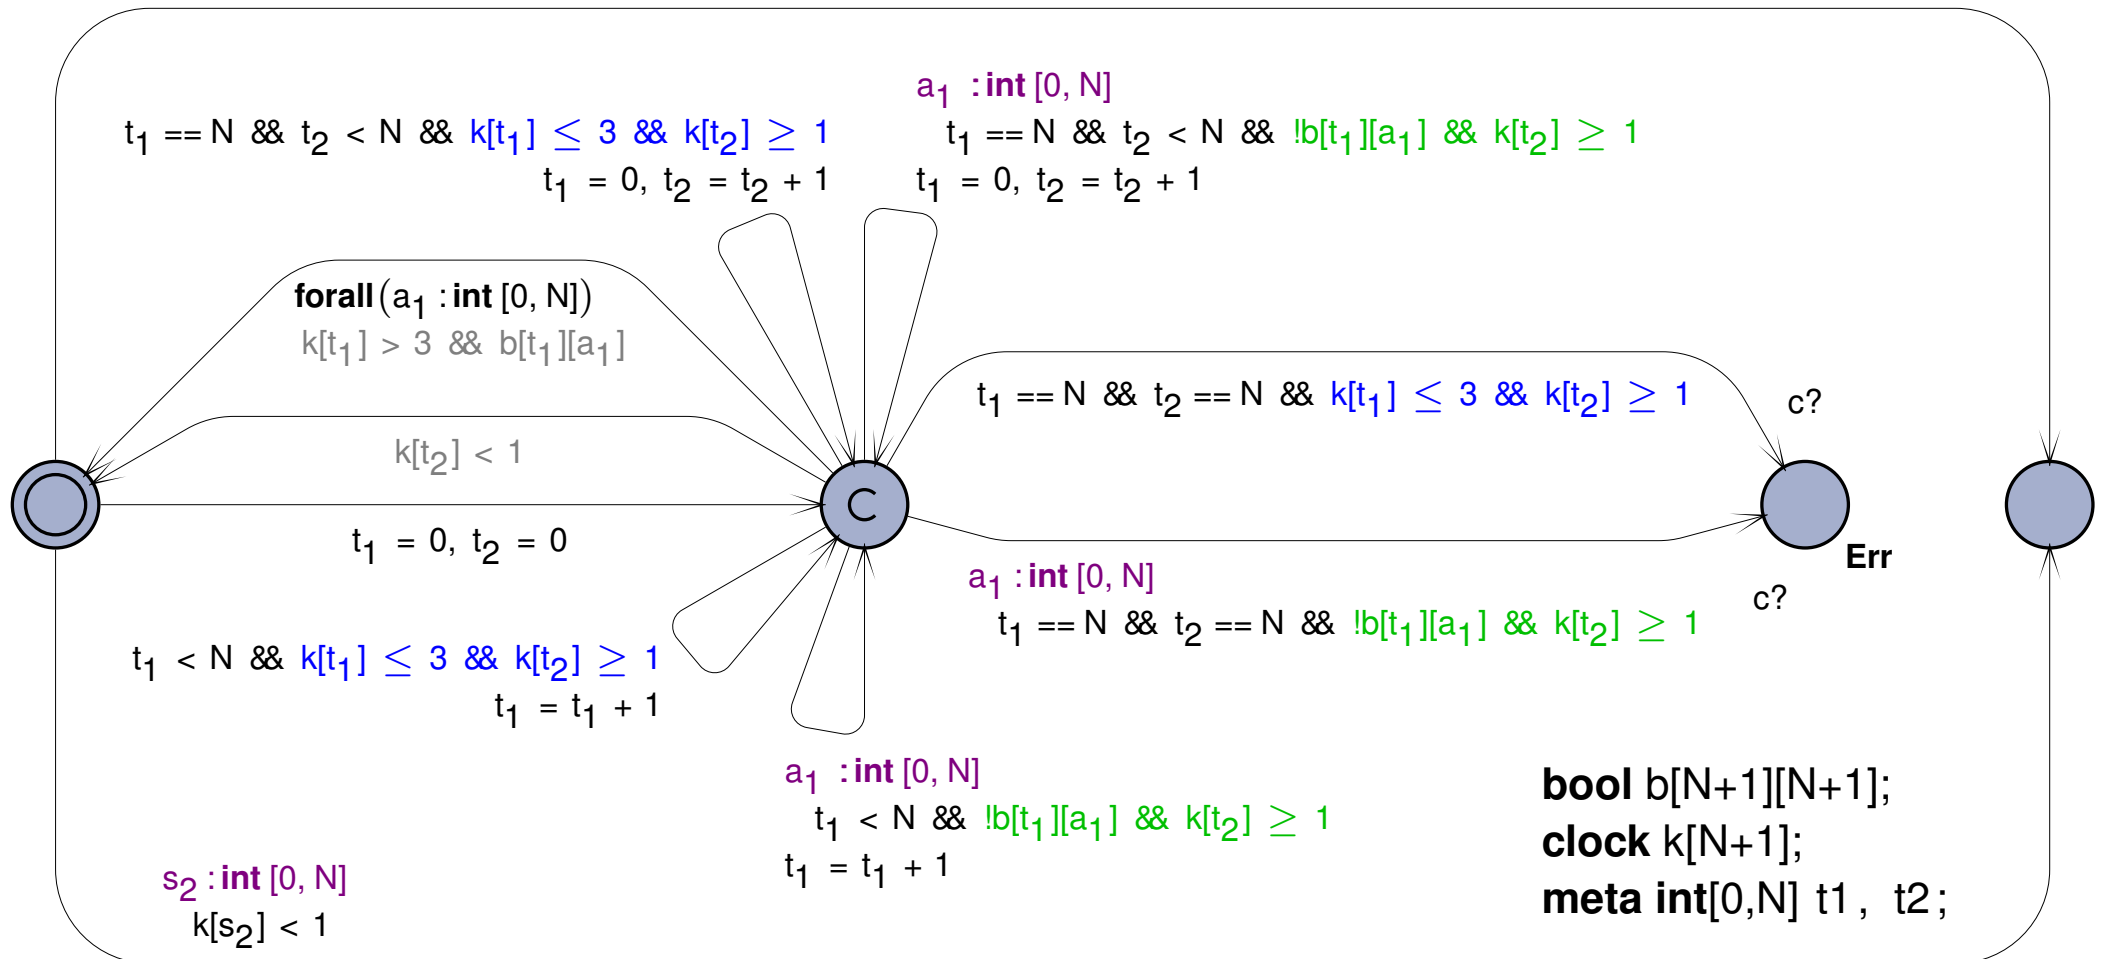 a₁ : int [0, N]
t₁ == N && t₂ < N && k[t₁] ≤ 3 && k[t₂] ≥ 1
t₁ = 0, t₂ = t₂ + 1
t₁ == N && t₂ < N && !b[t₁][a₁] && k[t₂] ≥ 1
t₁ = 0, t₂ = t₂ + 1
forall(a₁ : int [0, N])
k[t₁] > 3 && b[t₁][a₁]
t₁ == N && t₂ == N && k[t₁] ≤ 3 && k[t₂] ≥ 1
c?
k[t₂] < 1
C
t₁ = 0, t₂ = 0
Err
a₁ : int [0, N]
c?
t₁ == N && t₂ == N && !b[t₁][a₁] && k[t₂] ≥ 1
t₁ < N && k[t₁] ≤ 3 && k[t₂] ≥ 1
t₁ = t₁ + 1
a₁ : int [0, N]
t₁ < N && !b[t₁][a₁] && k[t₂] ≥ 1
t₁ = t₁ + 1
s₂ : int [0, N]
k[s₂] < 1
bool b[N+1][N+1];
clock k[N+1];
meta int[0,N] t1, t2;